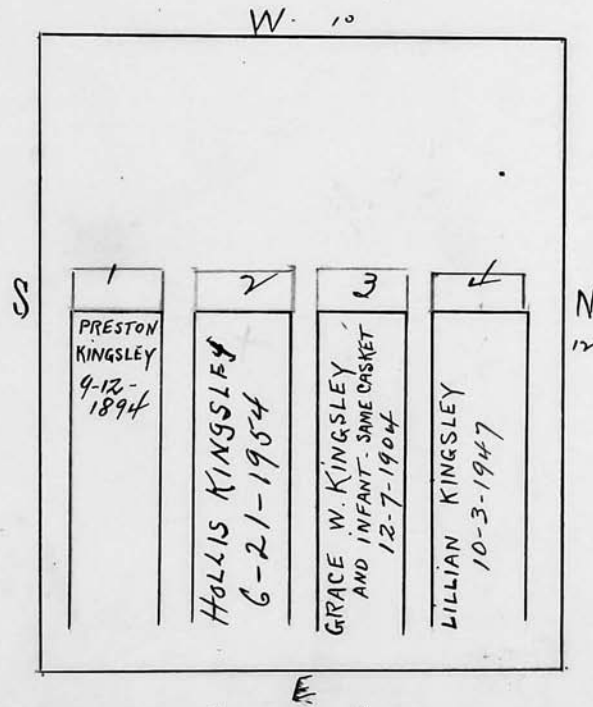 W. 10
S
N
12
1
2
3
4
PRESTON
KINGSLEY
9-12-
1894
HOLLIS KINGSLEY
6-21-1954
GRACE W. KINGSLEY
AND INFANT - SAME CASKET
12-7-1904
LILLIAN KINGSLEY
10-3-1947
E